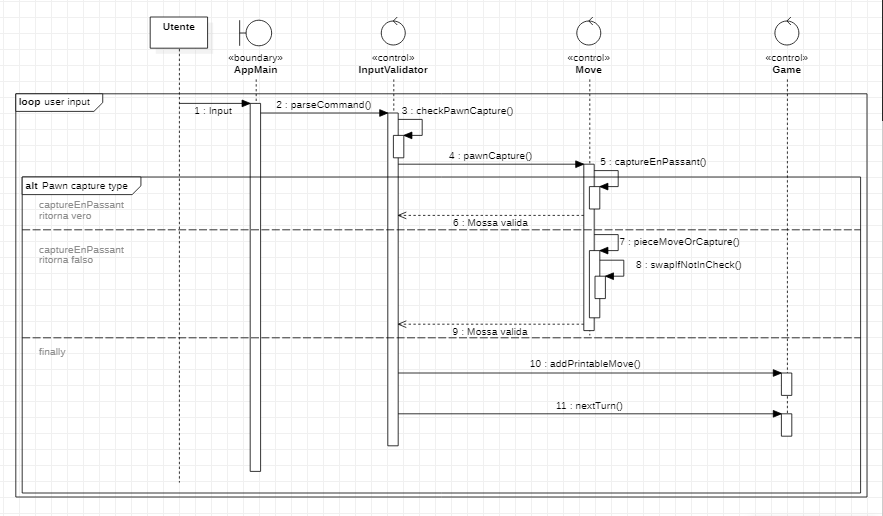 Utente
«boundary»
AppMain
«control»
InputValidator
«control»
Move
«control»
Game
loop user input
1 : Input
2 : parseCommand()
3 : checkPawnCapture()
4 : pawnCapture()
5 : captureEnPassant()
alt Pawn capture type
captureEnPassant
ritorna vero
6 : Mossa valida
captureEnPassant
ritorna falso
7 : pieceMoveOrCapture()
8 : swapIfNotInCheck()
9 : Mossa valida
finally
10 : addPrintableMove()
11 : nextTurn()